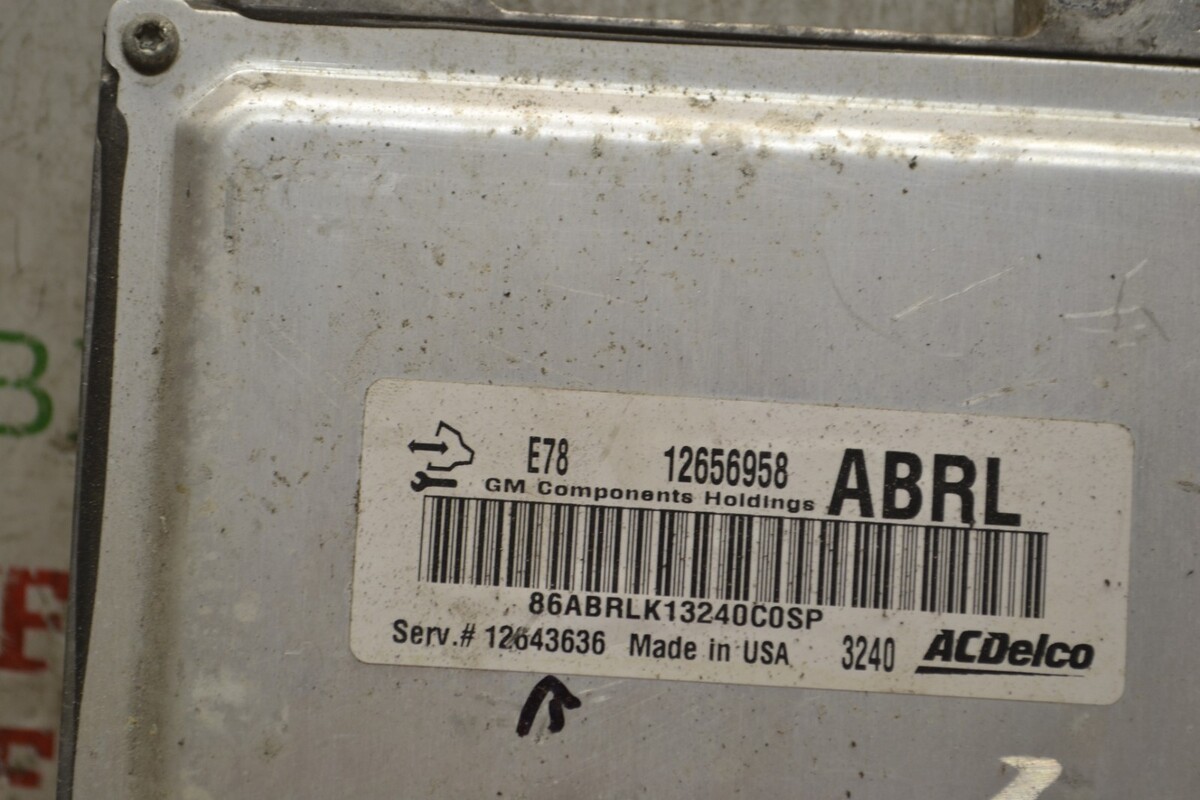 E78 12656958 ABRL
GM Components Holdings
86ABRLK13240C0SP
Serv.# 12643636 Made in USA 3240 ACDelco